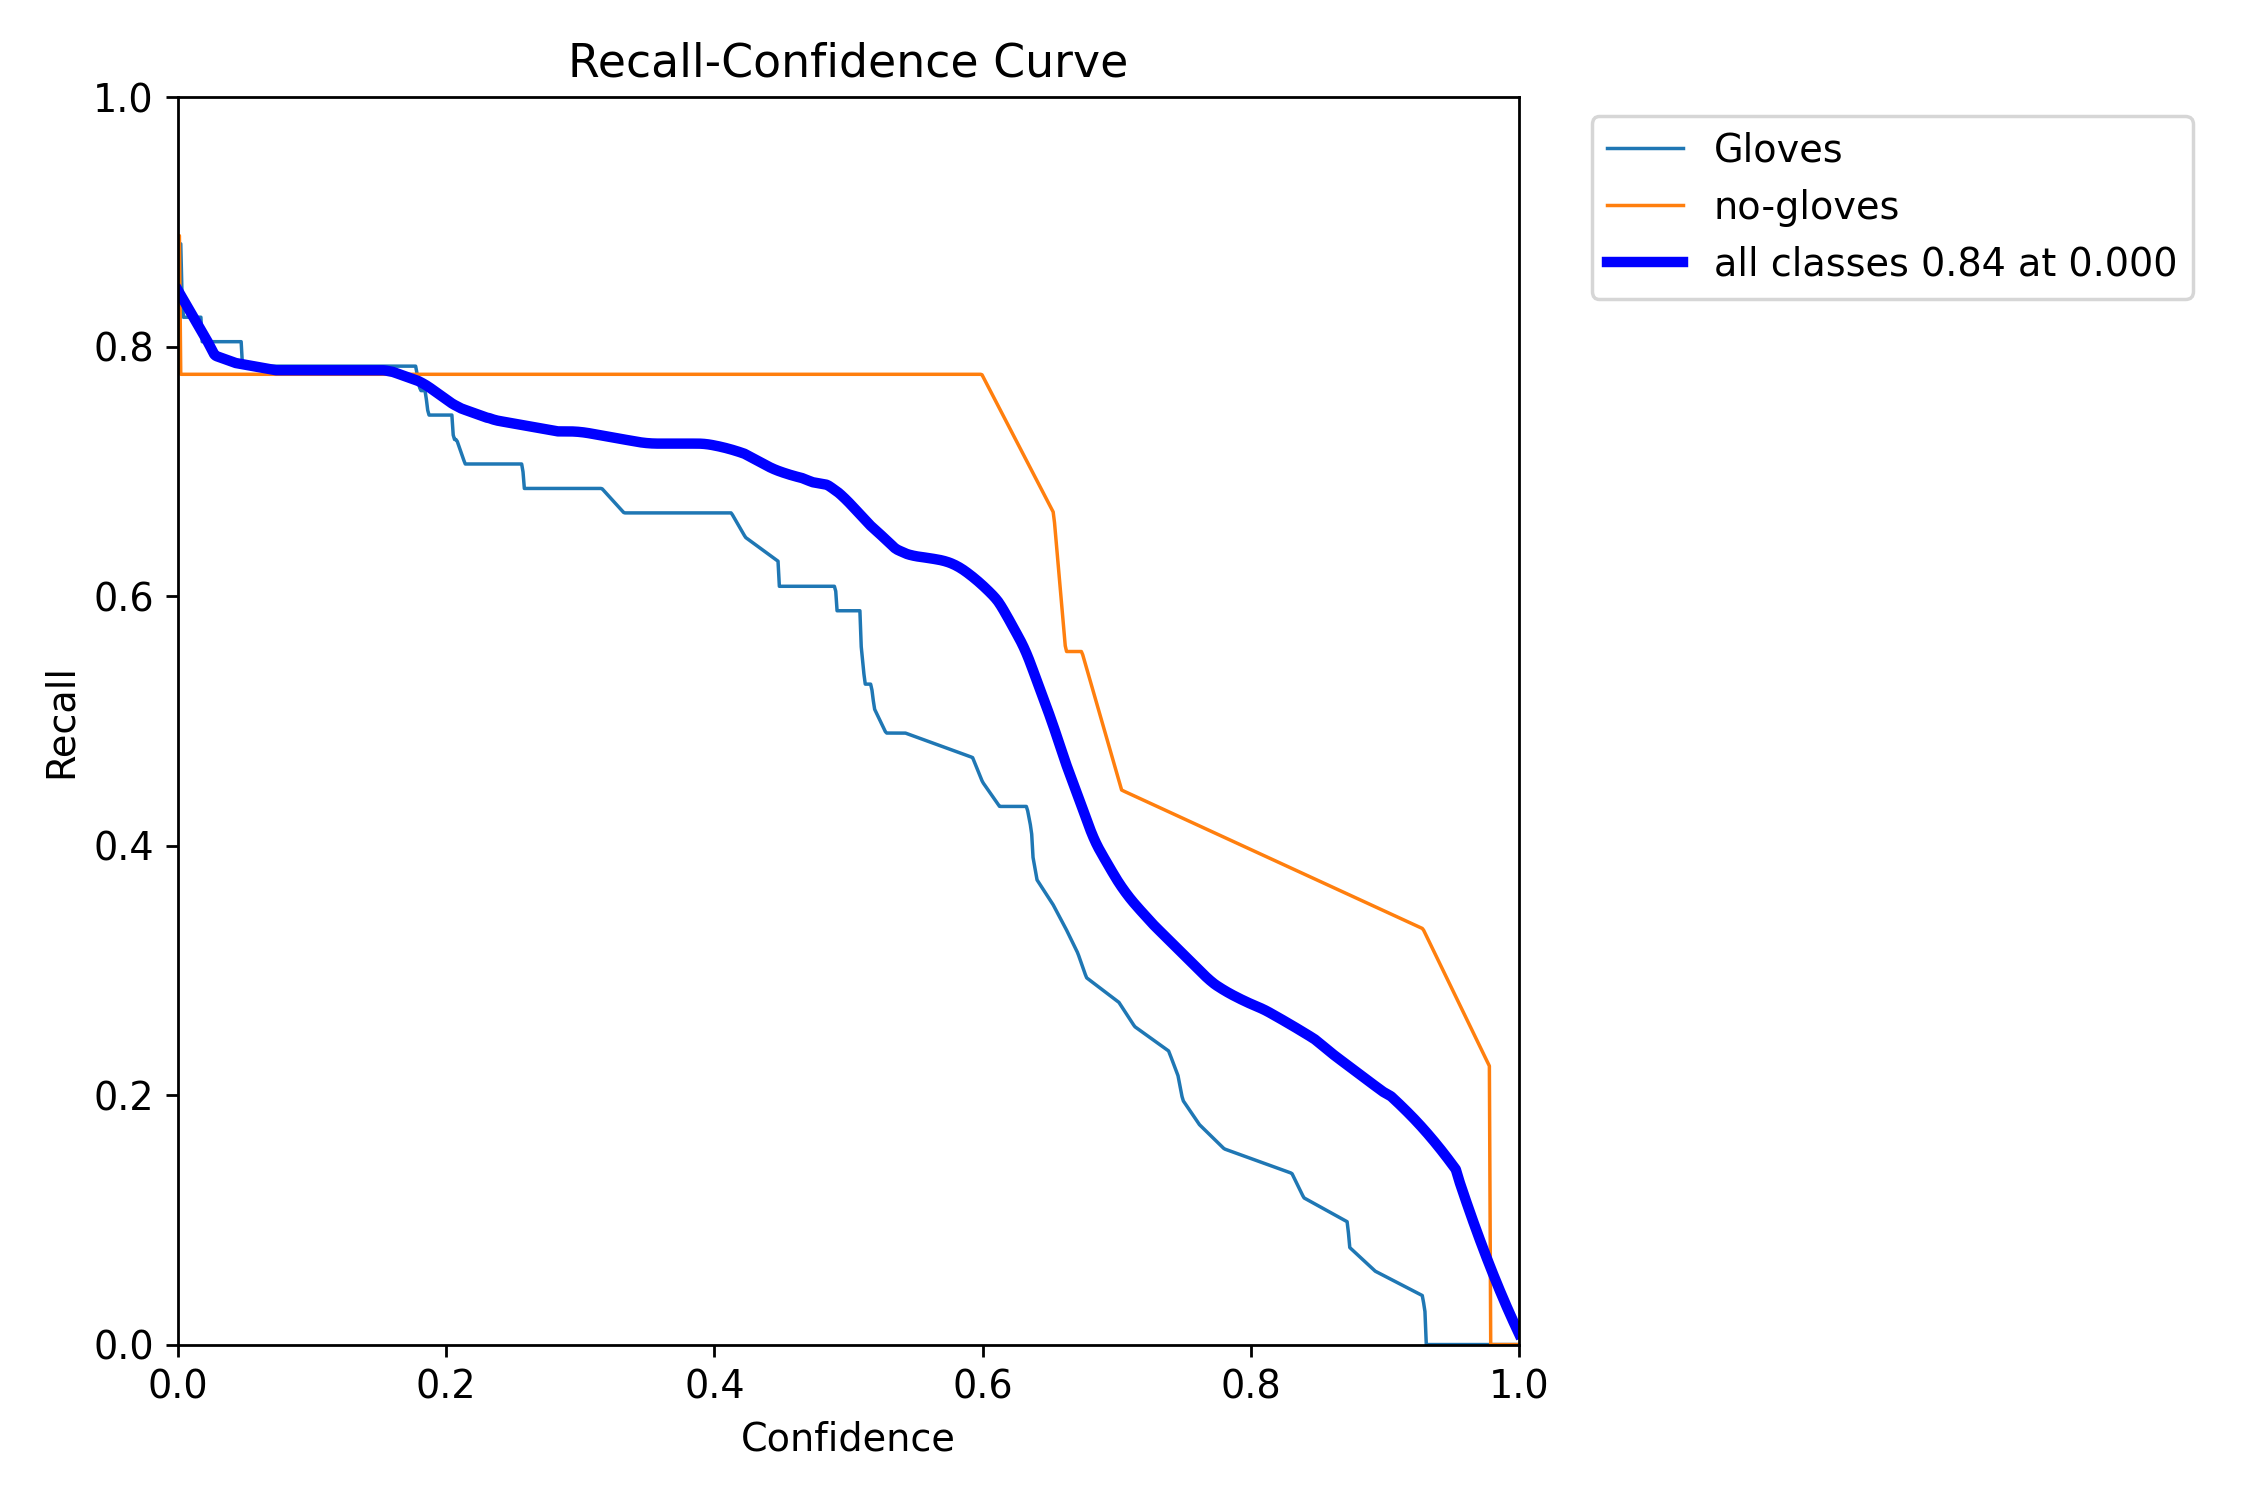 Recall-Confidence Curve
1.0
0.8
0.6
0.4
0.2
0.0
Recall
0.0 0.2 0.4 0.6 0.8 1.0
Confidence
Gloves
no-gloves
all classes 0.84 at 0.000